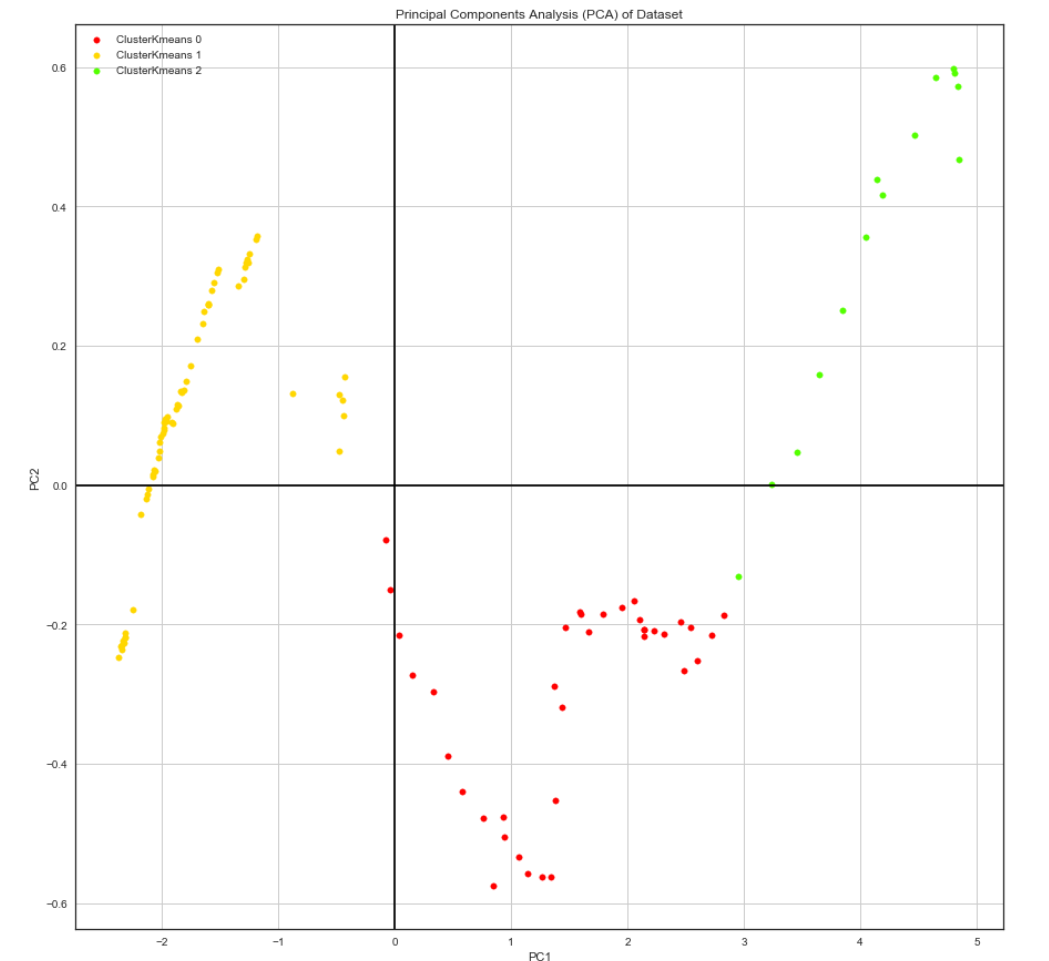 Principal Components Analysis (PCA) of Dataset
ClusterKmeans 0
ClusterKmeans 1
ClusterKmeans 2
0.6
0.4
0.2
0.0
−0.2
−0.4
−0.6
PC2
−2 −1 0 1 2 3 4 5
PC1